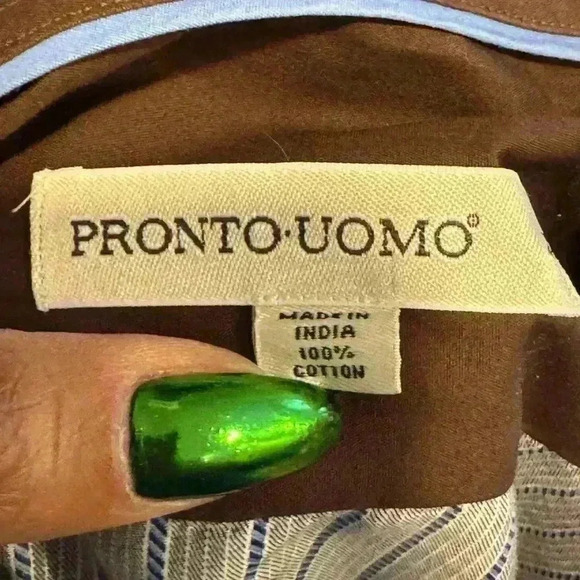 PRONTO·UOMO®
MADE IN
INDIA
100%
COTTON